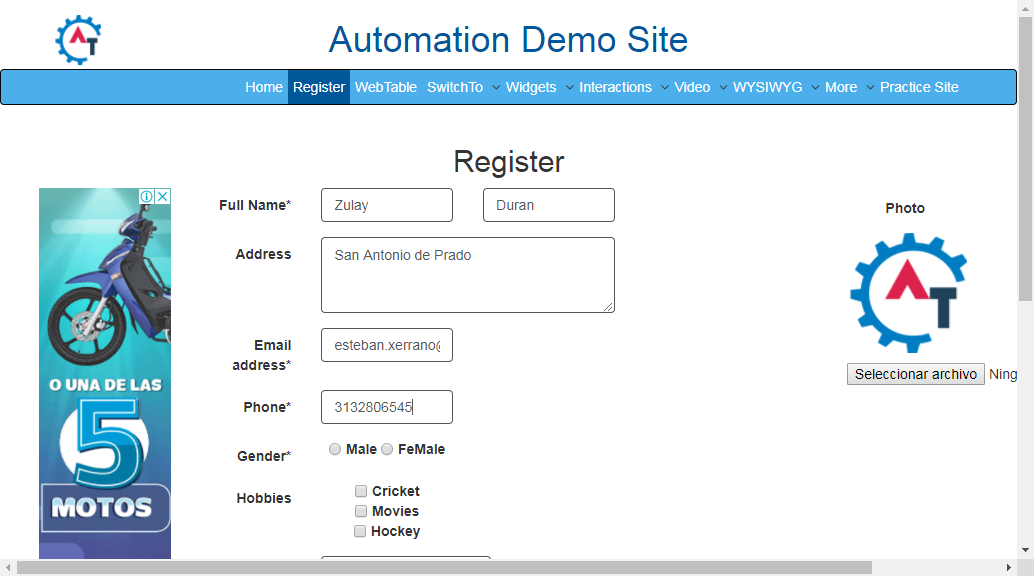 AT
Automation Demo Site
Home Register WebTable SwitchTo Widgets Interactions Video WYSIWYG More Practice Site
Register
Full Name* Zulay Duran
Photo
Address San Antonio de Prado
AT
Email address* esteban.xerrano@
Seleccionar archivo Ning
O UNA DE LAS
5
MOTOS
Phone* 3132806545
Gender* Male FeMale
Hobbies Cricket
Movies
Hockey